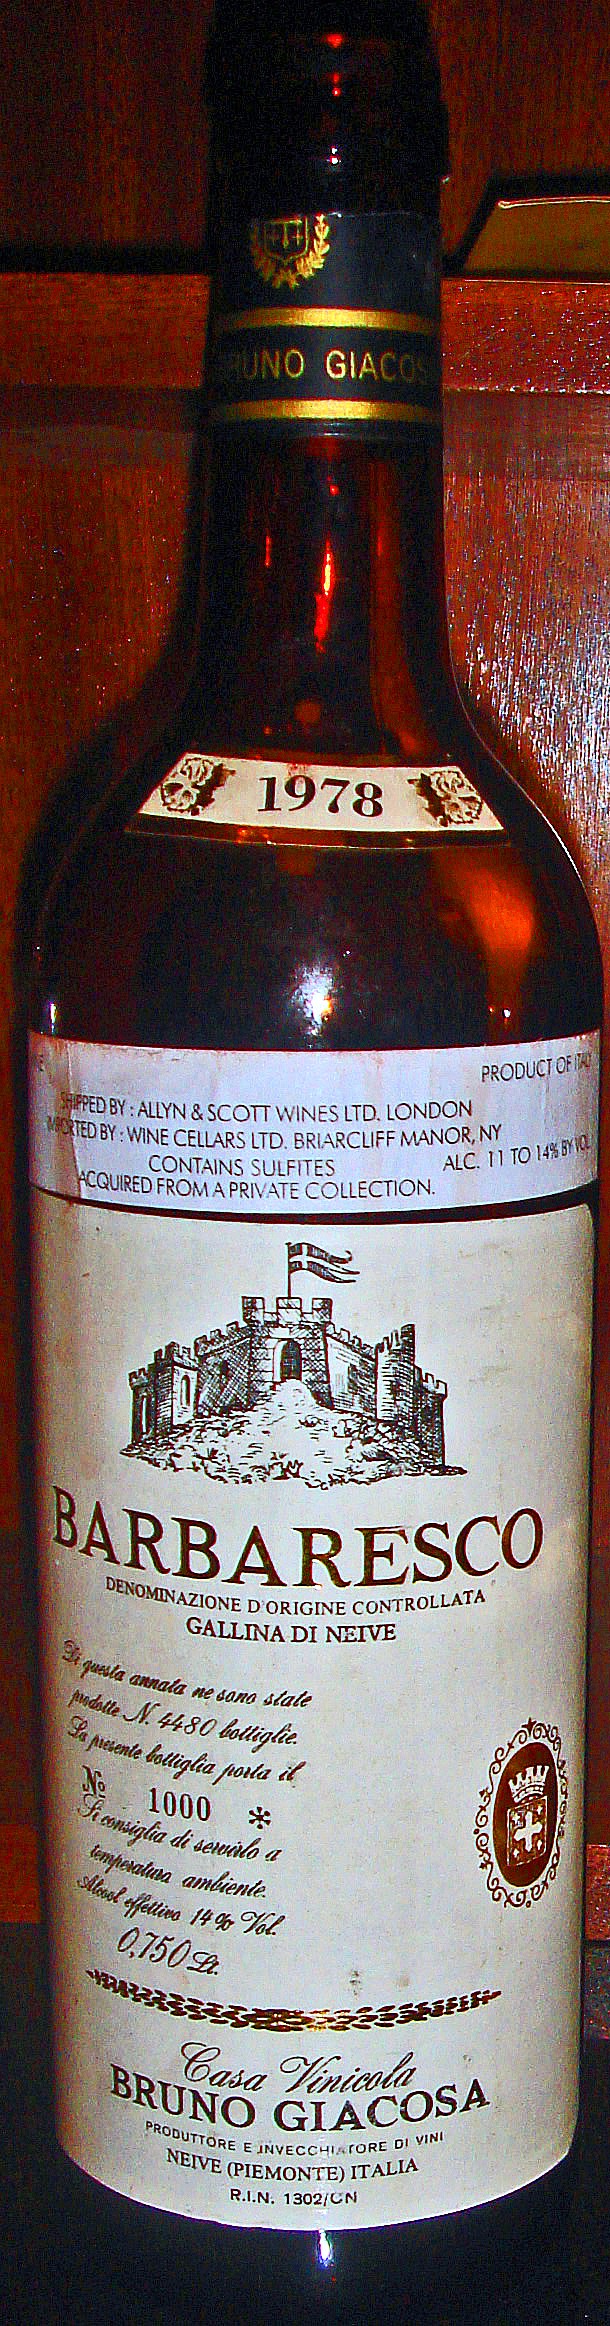 BRUNO GIACOS
1978
PRODUCT OF ITALY
SHIPPED BY : ALLYN & SCOTT WINES LTD. LONDON
IMPORTED BY : WINE CELLARS LTD. BRIARCLIFF MANOR, NY
CONTAINS SULFITES ALC. 11 TO 14% BY VOL
ACQUIRED FROM A PRIVATE COLLECTION.
BARBARESCO
DENOMINAZIONE D'ORIGINE CONTROLLATA
GALLINA DI NEIVE
Di questa annata ne sono state
prodotte N. 4480 bottiglie.
La presente bottiglia porta il
No 1000 *
Si consiglia di servirlo a
temperatura ambiente.
Alcool effettivo 14% Vol.
0,750 Lt.
Casa Vinicola
BRUNO GIACOSA
PRODUTTORE E INVECCHIATORE DI VINI
NEIVE (PIEMONTE) ITALIA
R.I.N. 1302/CN